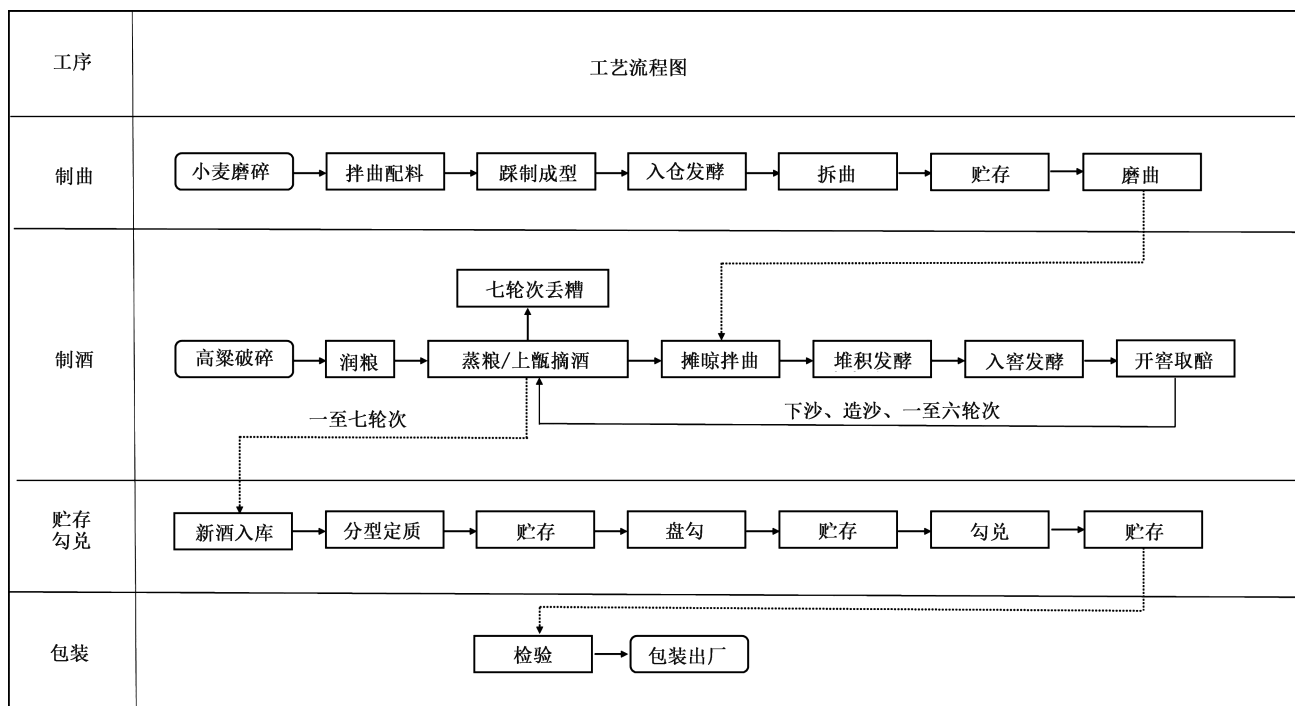 工序
工艺流程图
制曲
小麦磨碎
拌曲配料
踩制成型
入仓发酵
拆曲
贮存
磨曲
制酒
七轮次丢糟
高粱破碎
润粮
蒸粮/上甑摘酒
摊晾拌曲
堆积发酵
入窖发酵
开窖取醅
一至七轮次
下沙、造沙、一至六轮次
贮存
勾兑
新酒入库
分型定质
贮存
盘勾
贮存
勾兑
贮存
包装
检验
包装出厂